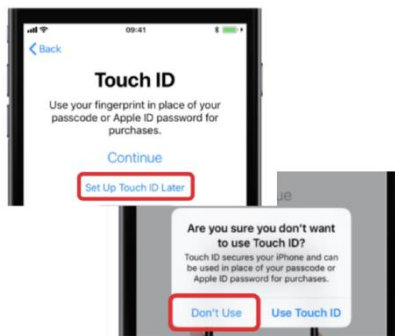 09:41
Back
Touch ID
Use your fingerprint in place of your
passcode or Apple ID password for
purchases.
Continue
Set Up Touch ID Later
ue
Are you sure you don't want
to use Touch ID?
Touch ID secures your iPhone and can
be used in place of your passcode or
Apple ID password for purchases.
Don't Use Use Touch ID